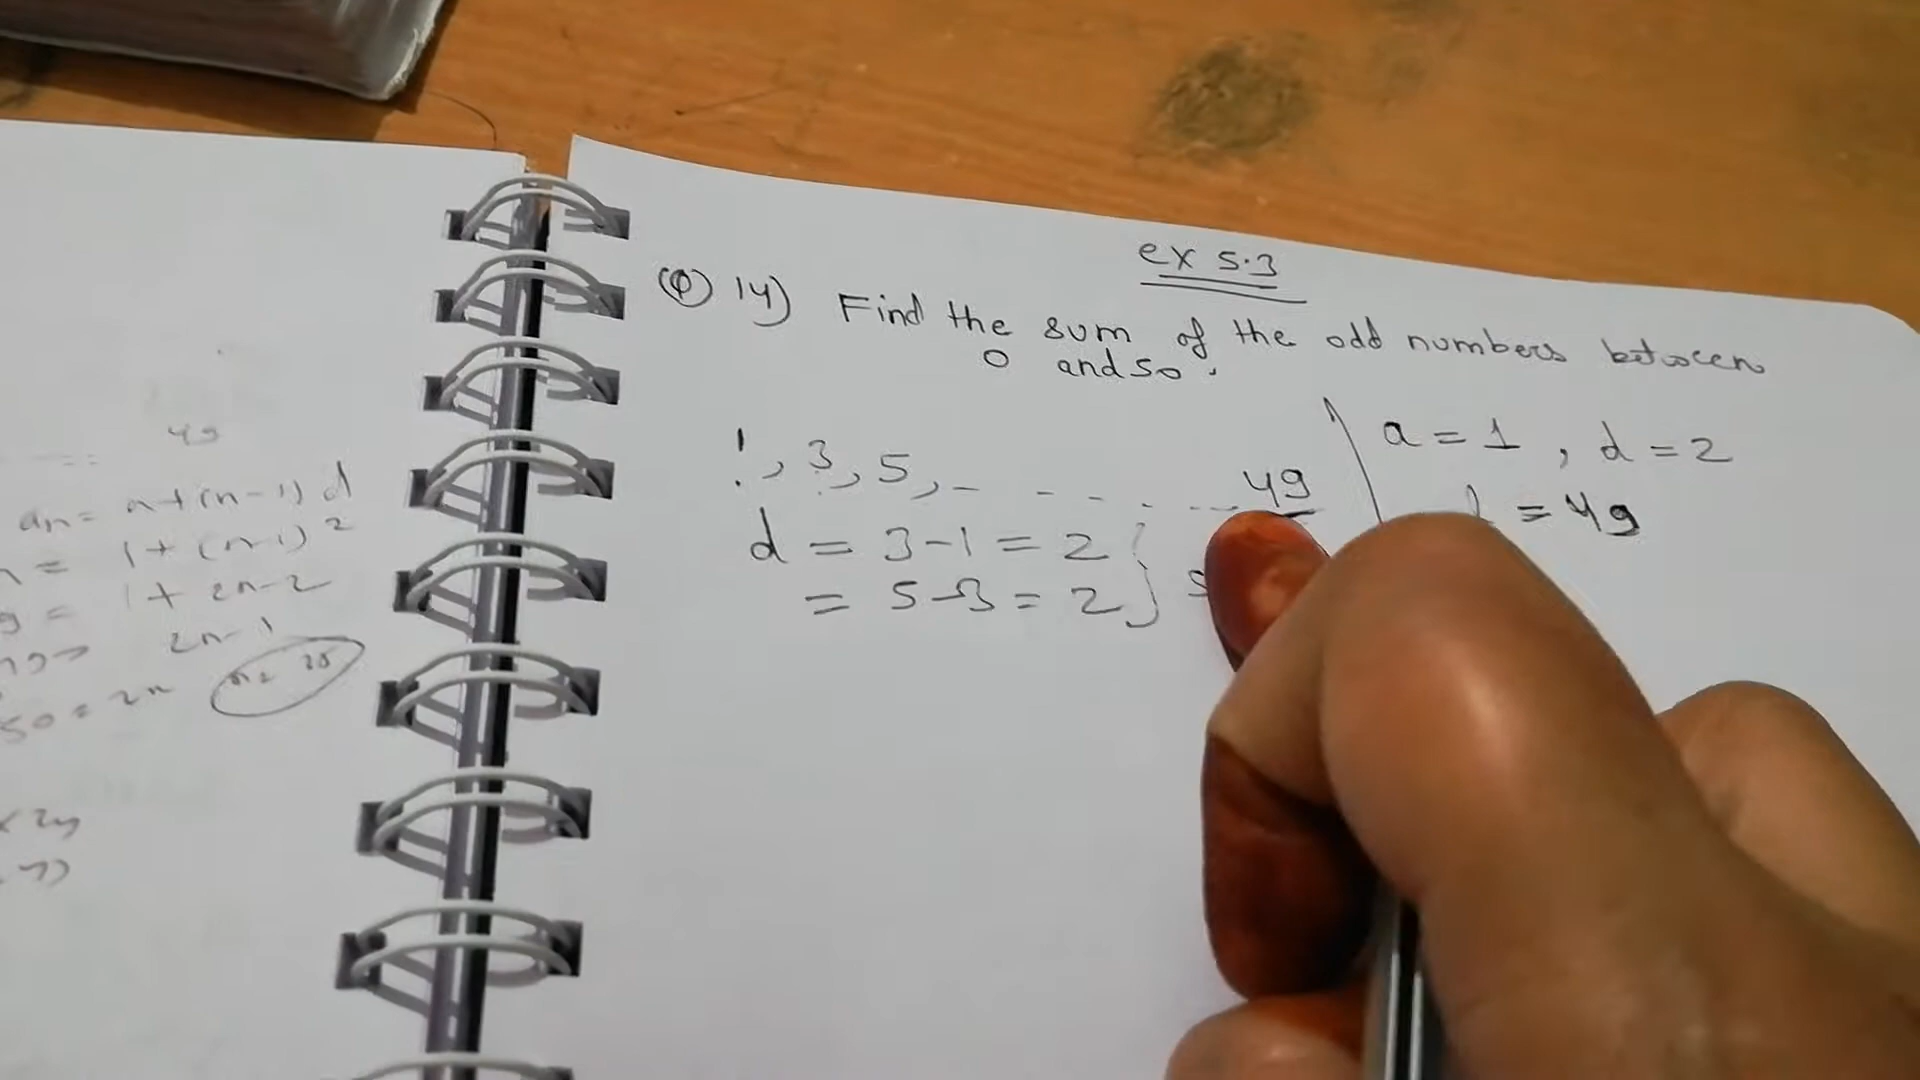 49
an = a+(n-1)d
= 1+(n-1)2
= 1+2n-2
2n-1
50 = 2n n= 25
ex 5.3
Q 14) Find the sum of the odd numbers between
0 and 50.
1, 3, 5, - - - - . - -- 49
d = 3-1 = 2
= 5-3 = 2} s
a = 1 , d = 2
l = 49